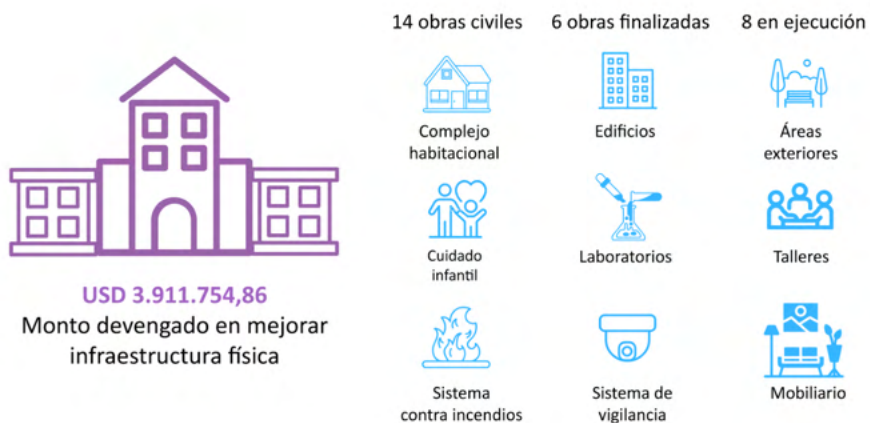 14 obras civiles
6 obras finalizadas
8 en ejecución
Complejo
habitacional
Edificios
Áreas
exteriores
Cuidado
infantil
Laboratorios
Talleres
USD 3.911.754,86
Monto devengado en mejorar
infraestructura física
Sistema
contra incendios
Sistema de
vigilancia
Mobiliario